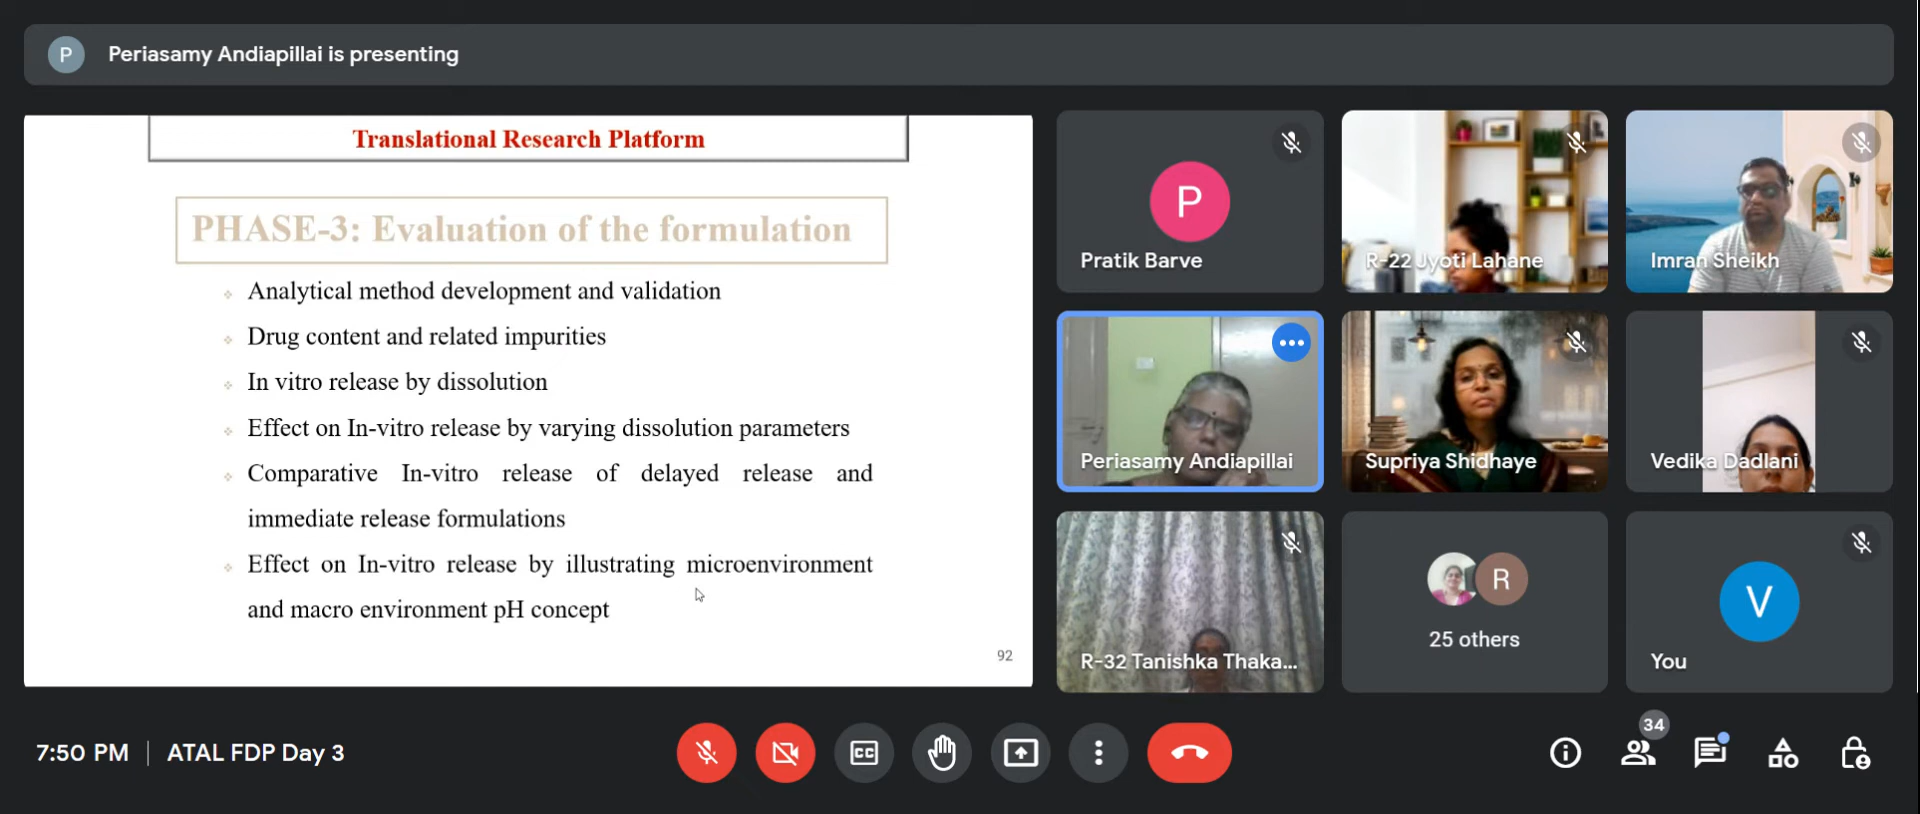 P
Periasamy Andiapillai is presenting
Translational Research Platform
PHASE-3: Evaluation of the formulation
Analytical method development and validation
Drug content and related impurities
In vitro release by dissolution
Effect on In-vitro release by varying dissolution parameters
Comparative In-vitro release of delayed release and
immediate release formulations
Effect on In-vitro release by illustrating microenvironment
and macro environment pH concept
92
P
Pratik Barve
R-22 Jyoti Lahane
Imran Sheikh
Periasamy Andiapillai
Supriya Shidhaye
Vedika Dadlani
R-32 Tanishka Thaka...
R
25 others
V
You
7:50 PM
ATAL FDP Day 3
CC
34